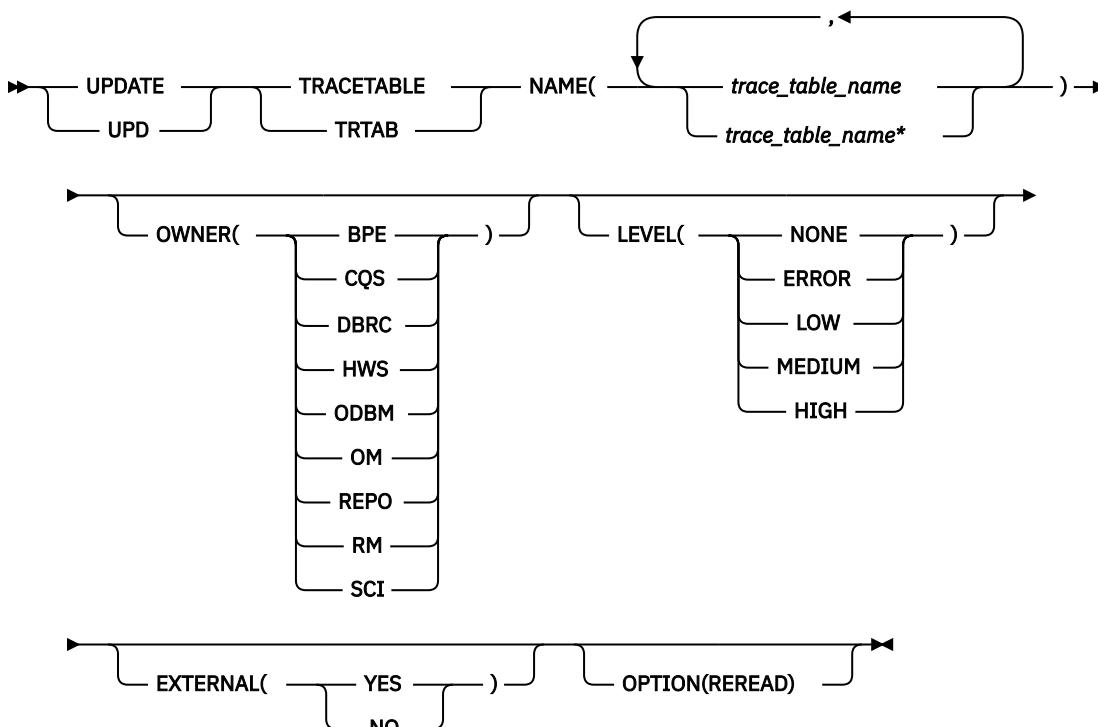 ,
UPDATE TRACETABLE NAME( trace_table_name )
UPD TRTAB trace_table_name*
OWNER( BPE ) LEVEL( NONE )
CQS ERROR
DBRC LOW
HWS MEDIUM
ODBM HIGH
OM
REPO
RM
SCI
EXTERNAL( YES ) OPTION(REREAD)
NO